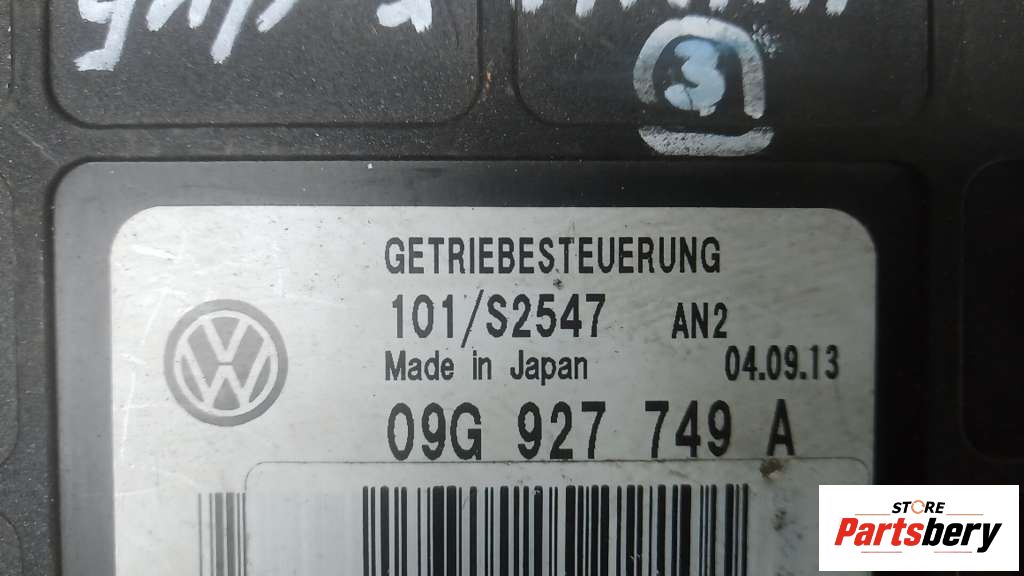 3
GETRIEBESTEUERUNG
101/S2547 AN2
Made in Japan 04.09.13
09G 927 749 A
STORE
Partsbery